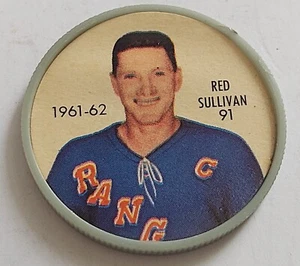 1961-62
RED
SULLIVAN
91
C
RANG